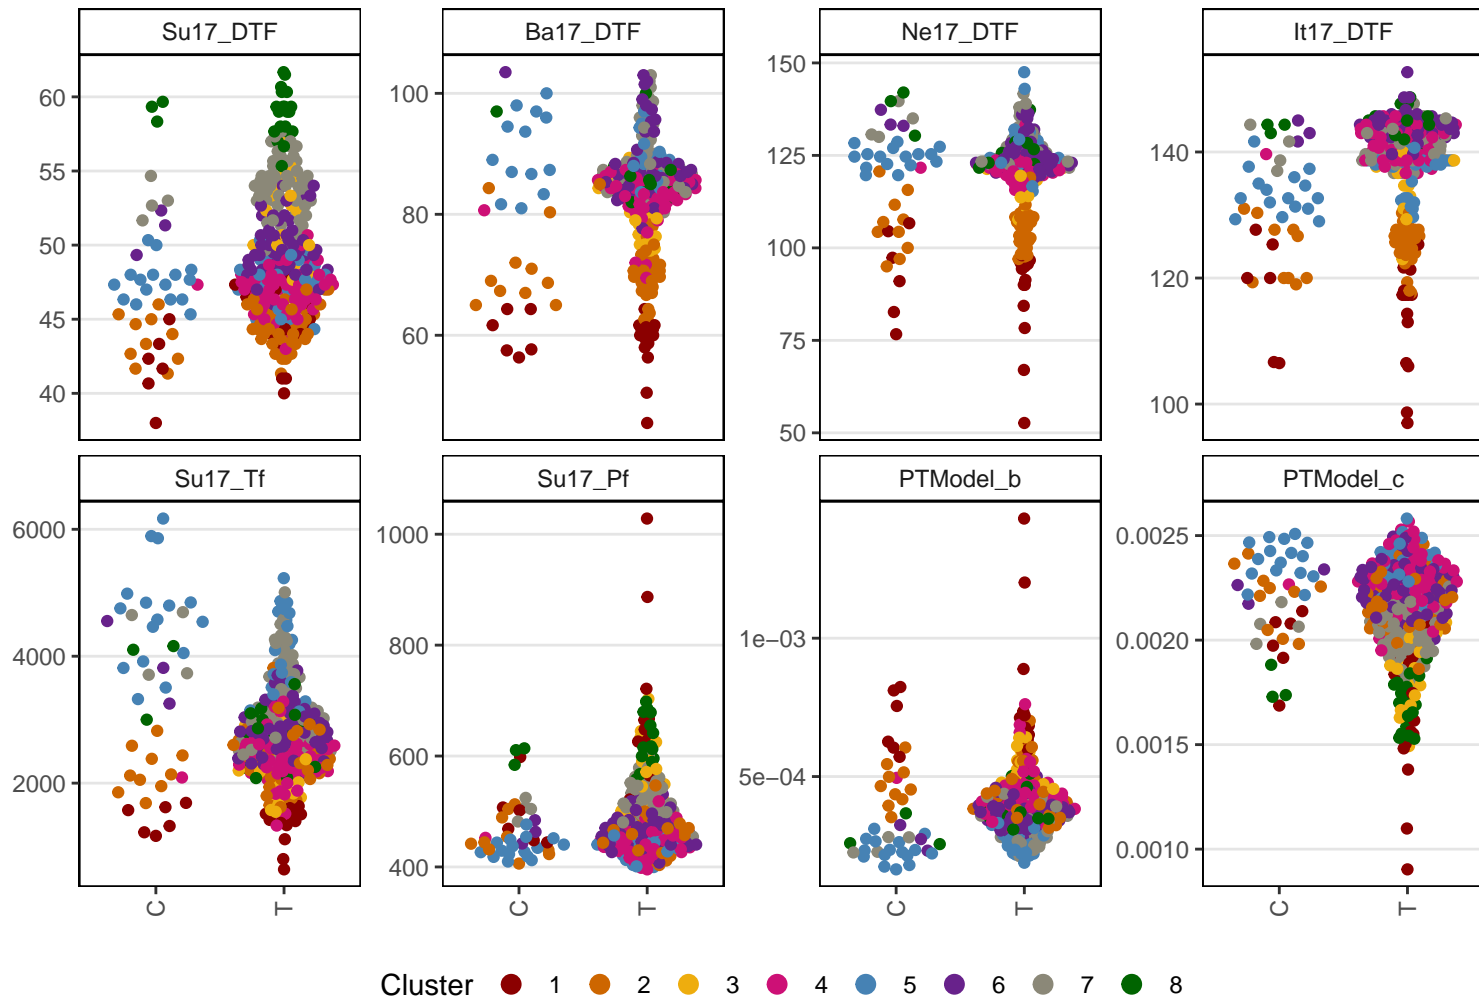 Su17_DTF Ba17_DTF Ne17_DTF It17_DTF
60 55 50 45 40
100 80 60
150 125 100 75 50
140 120 100
Su17_Tf Su17_Pf PTModel_b PTModel_c
6000 4000 2000
1000 800 600 400
1e−03 5e−04
0.0025 0.0020 0.0015 0.0010
C T C T C T C T
Cluster 1 2 3 4 5 6 7 8